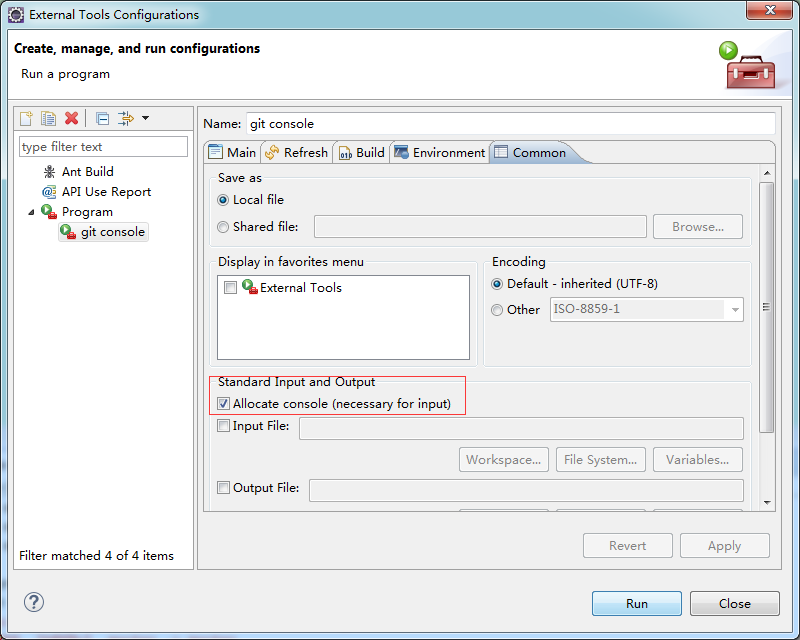 External Tools Configurations
Create, manage, and run configurations
Run a program
type filter text
Ant Build
API Use Report
Program
git console
Filter matched 4 of 4 items
Name: git console
Main Refresh Build Environment Common
Save as
Local file
Shared file: Browse...
Display in favorites menu
External Tools
Encoding
Default - inherited (UTF-8)
Other ISO-8859-1
Standard Input and Output
Allocate console (necessary for input)
Input File:
Workspace... File System... Variables...
Output File:
Revert Apply
Run Close